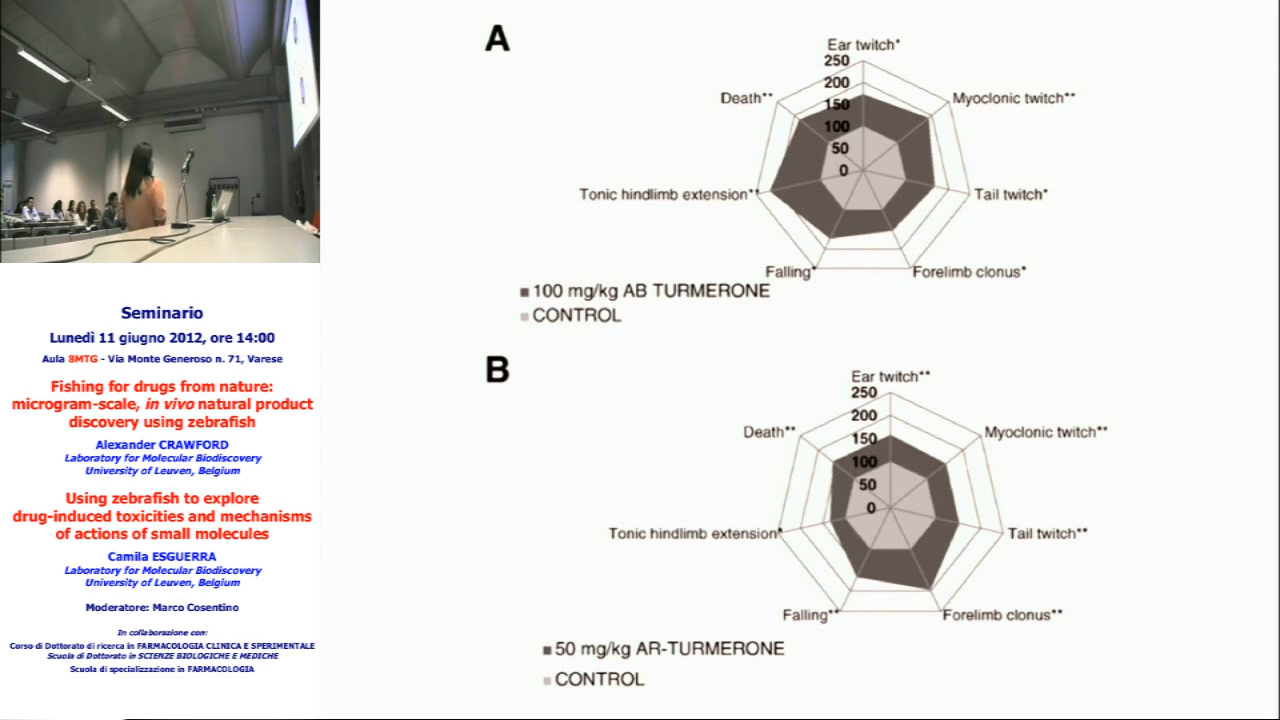 Seminario
Lunedì 11 giugno 2012, ore 14:00
Aula 8MTG - Via Monte Generoso n. 71, Varese
Fishing for drugs from nature:
microgram-scale, in vivo natural product
discovery using zebrafish
Alexander CRAWFORD
Laboratory for Molecular Biodiscovery
University of Leuven, Belgium
Using zebrafish to explore
drug-induced toxicities and mechanisms
of actions of small molecules
Camila ESGUERRA
Laboratory for Molecular Biodiscovery
University of Leuven, Belgium
Moderatore: Marco Cosentino
In collaborazione con:
Corso di Dottorato di ricerca in FARMACOLOGIA CLINICA E SPERIMENTALE
Scuola di Dottorato in SCIENZE BIOLOGICHE E MEDICHE
Scuola di specializzazione in FARMACOLOGIA
A
Ear twitch*
250
200
150
100
50
0
Death**
Myoclonic twitch**
Tonic hindlimb extension**
Tail twitch*
Falling*
Forelimb clonus*
100 mg/kg AB TURMERONE
CONTROL
B
Ear twitch**
250
200
150
100
50
0
Death**
Myoclonic twitch**
Tonic hindlimb extension*
Tail twitch**
Falling**
Forelimb clonus**
50 mg/kg AR-TURMERONE
CONTROL